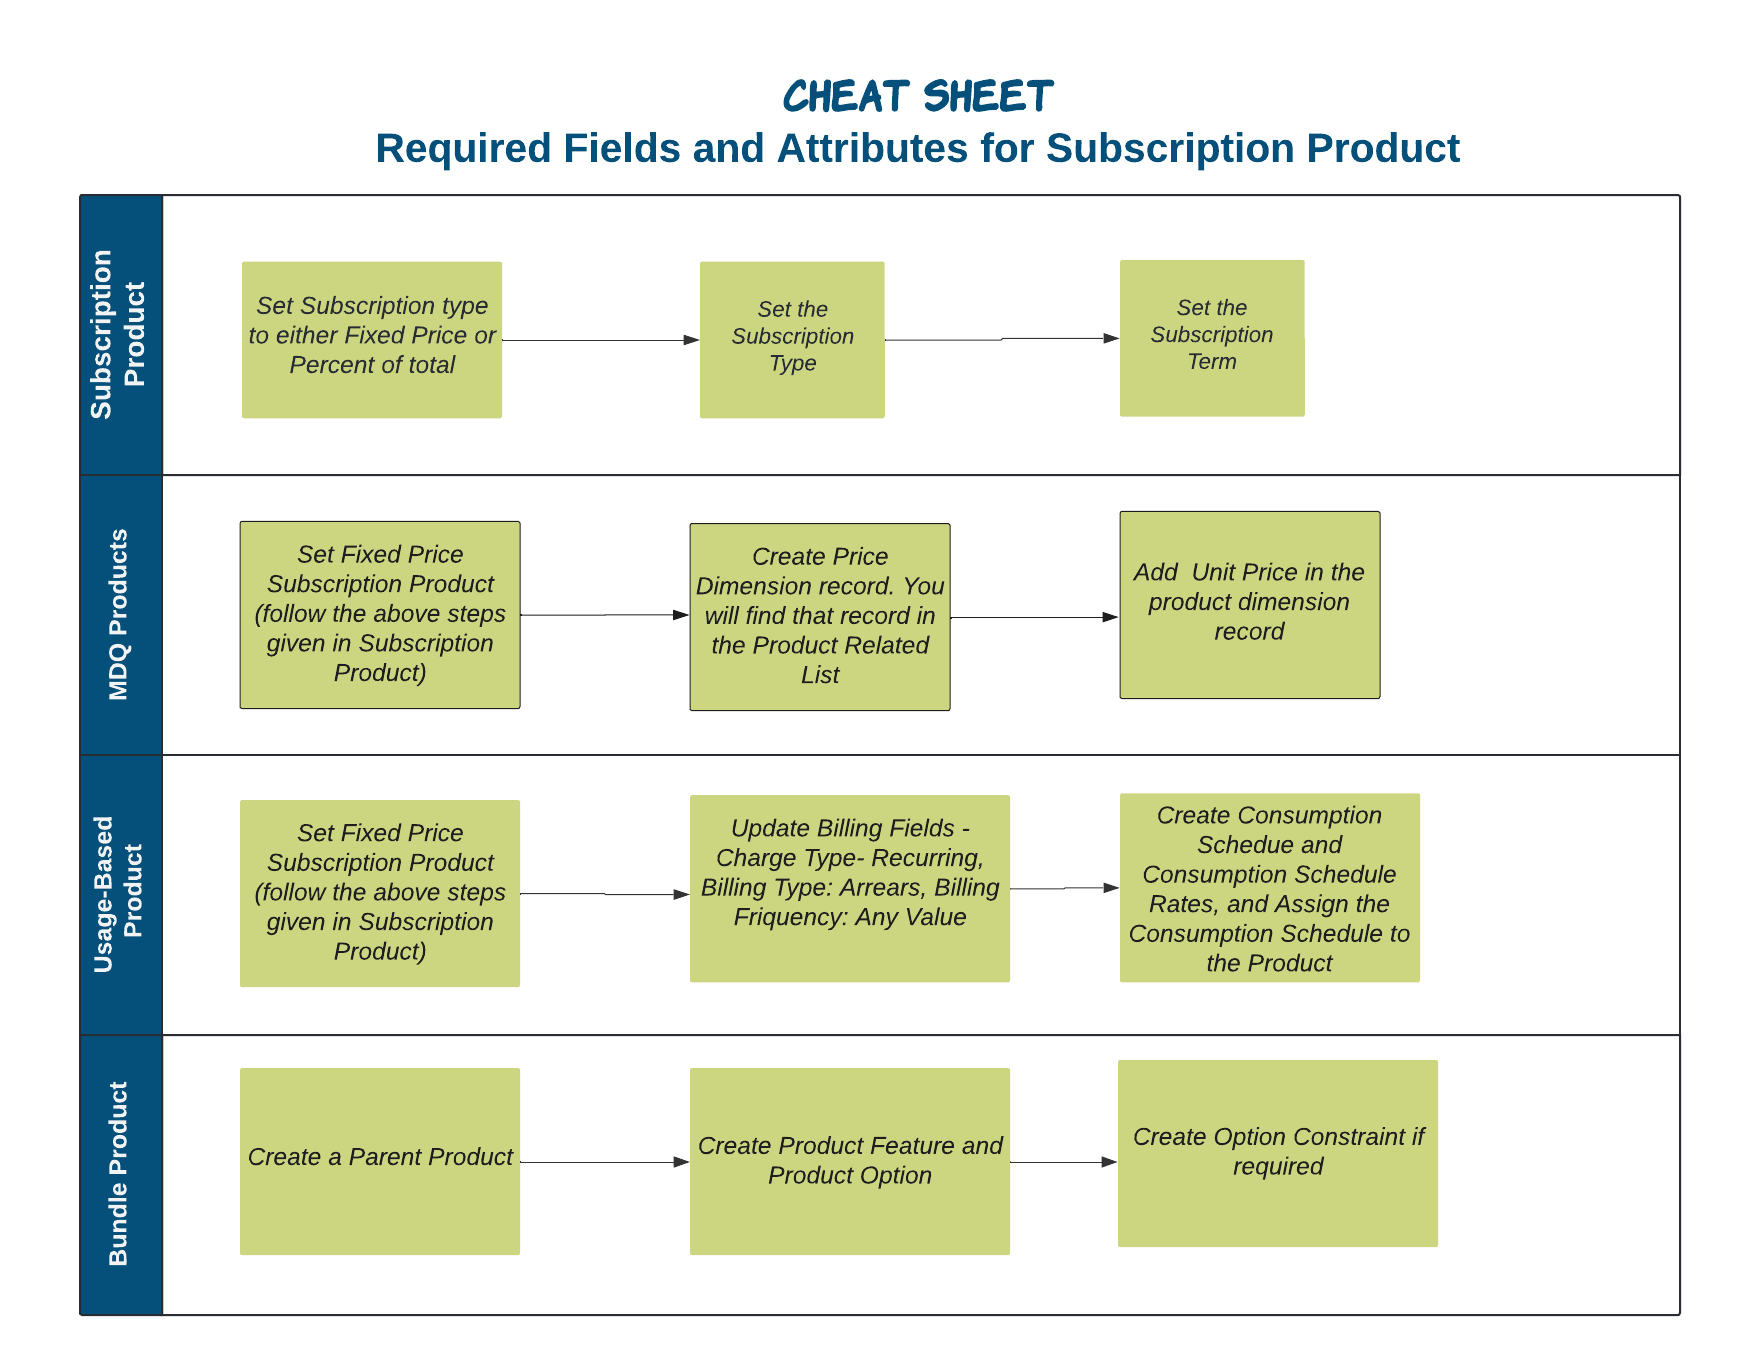 CHEAT SHEET
Required Fields and Attributes for Subscription Product
Subscription
Product
Set Subscription type
to either Fixed Price or
Percent of total
Set the
Subscription
Type
Set the
Subscription
Term
MDQ Products
Set Fixed Price
Subscription Product
(follow the above steps
given in Subscription
Product)
Create Price
Dimension record. You
will find that record in
the Product Related
List
Add  Unit Price in the
product dimension
record
Usage-Based
Product
Set Fixed Price
Subscription Product
(follow the above steps
given in Subscription
Product)
Update Billing Fields -
Charge Type- Recurring,
Billing Type: Arrears, Billing
Friquency: Any Value
Create Consumption
Schedue and
Consumption Schedule
Rates, and Assign the
Consumption Schedule to
the Product
Bundle Product
Create a Parent Product
Create Product Feature and
Product Option
Create Option Constraint if
required